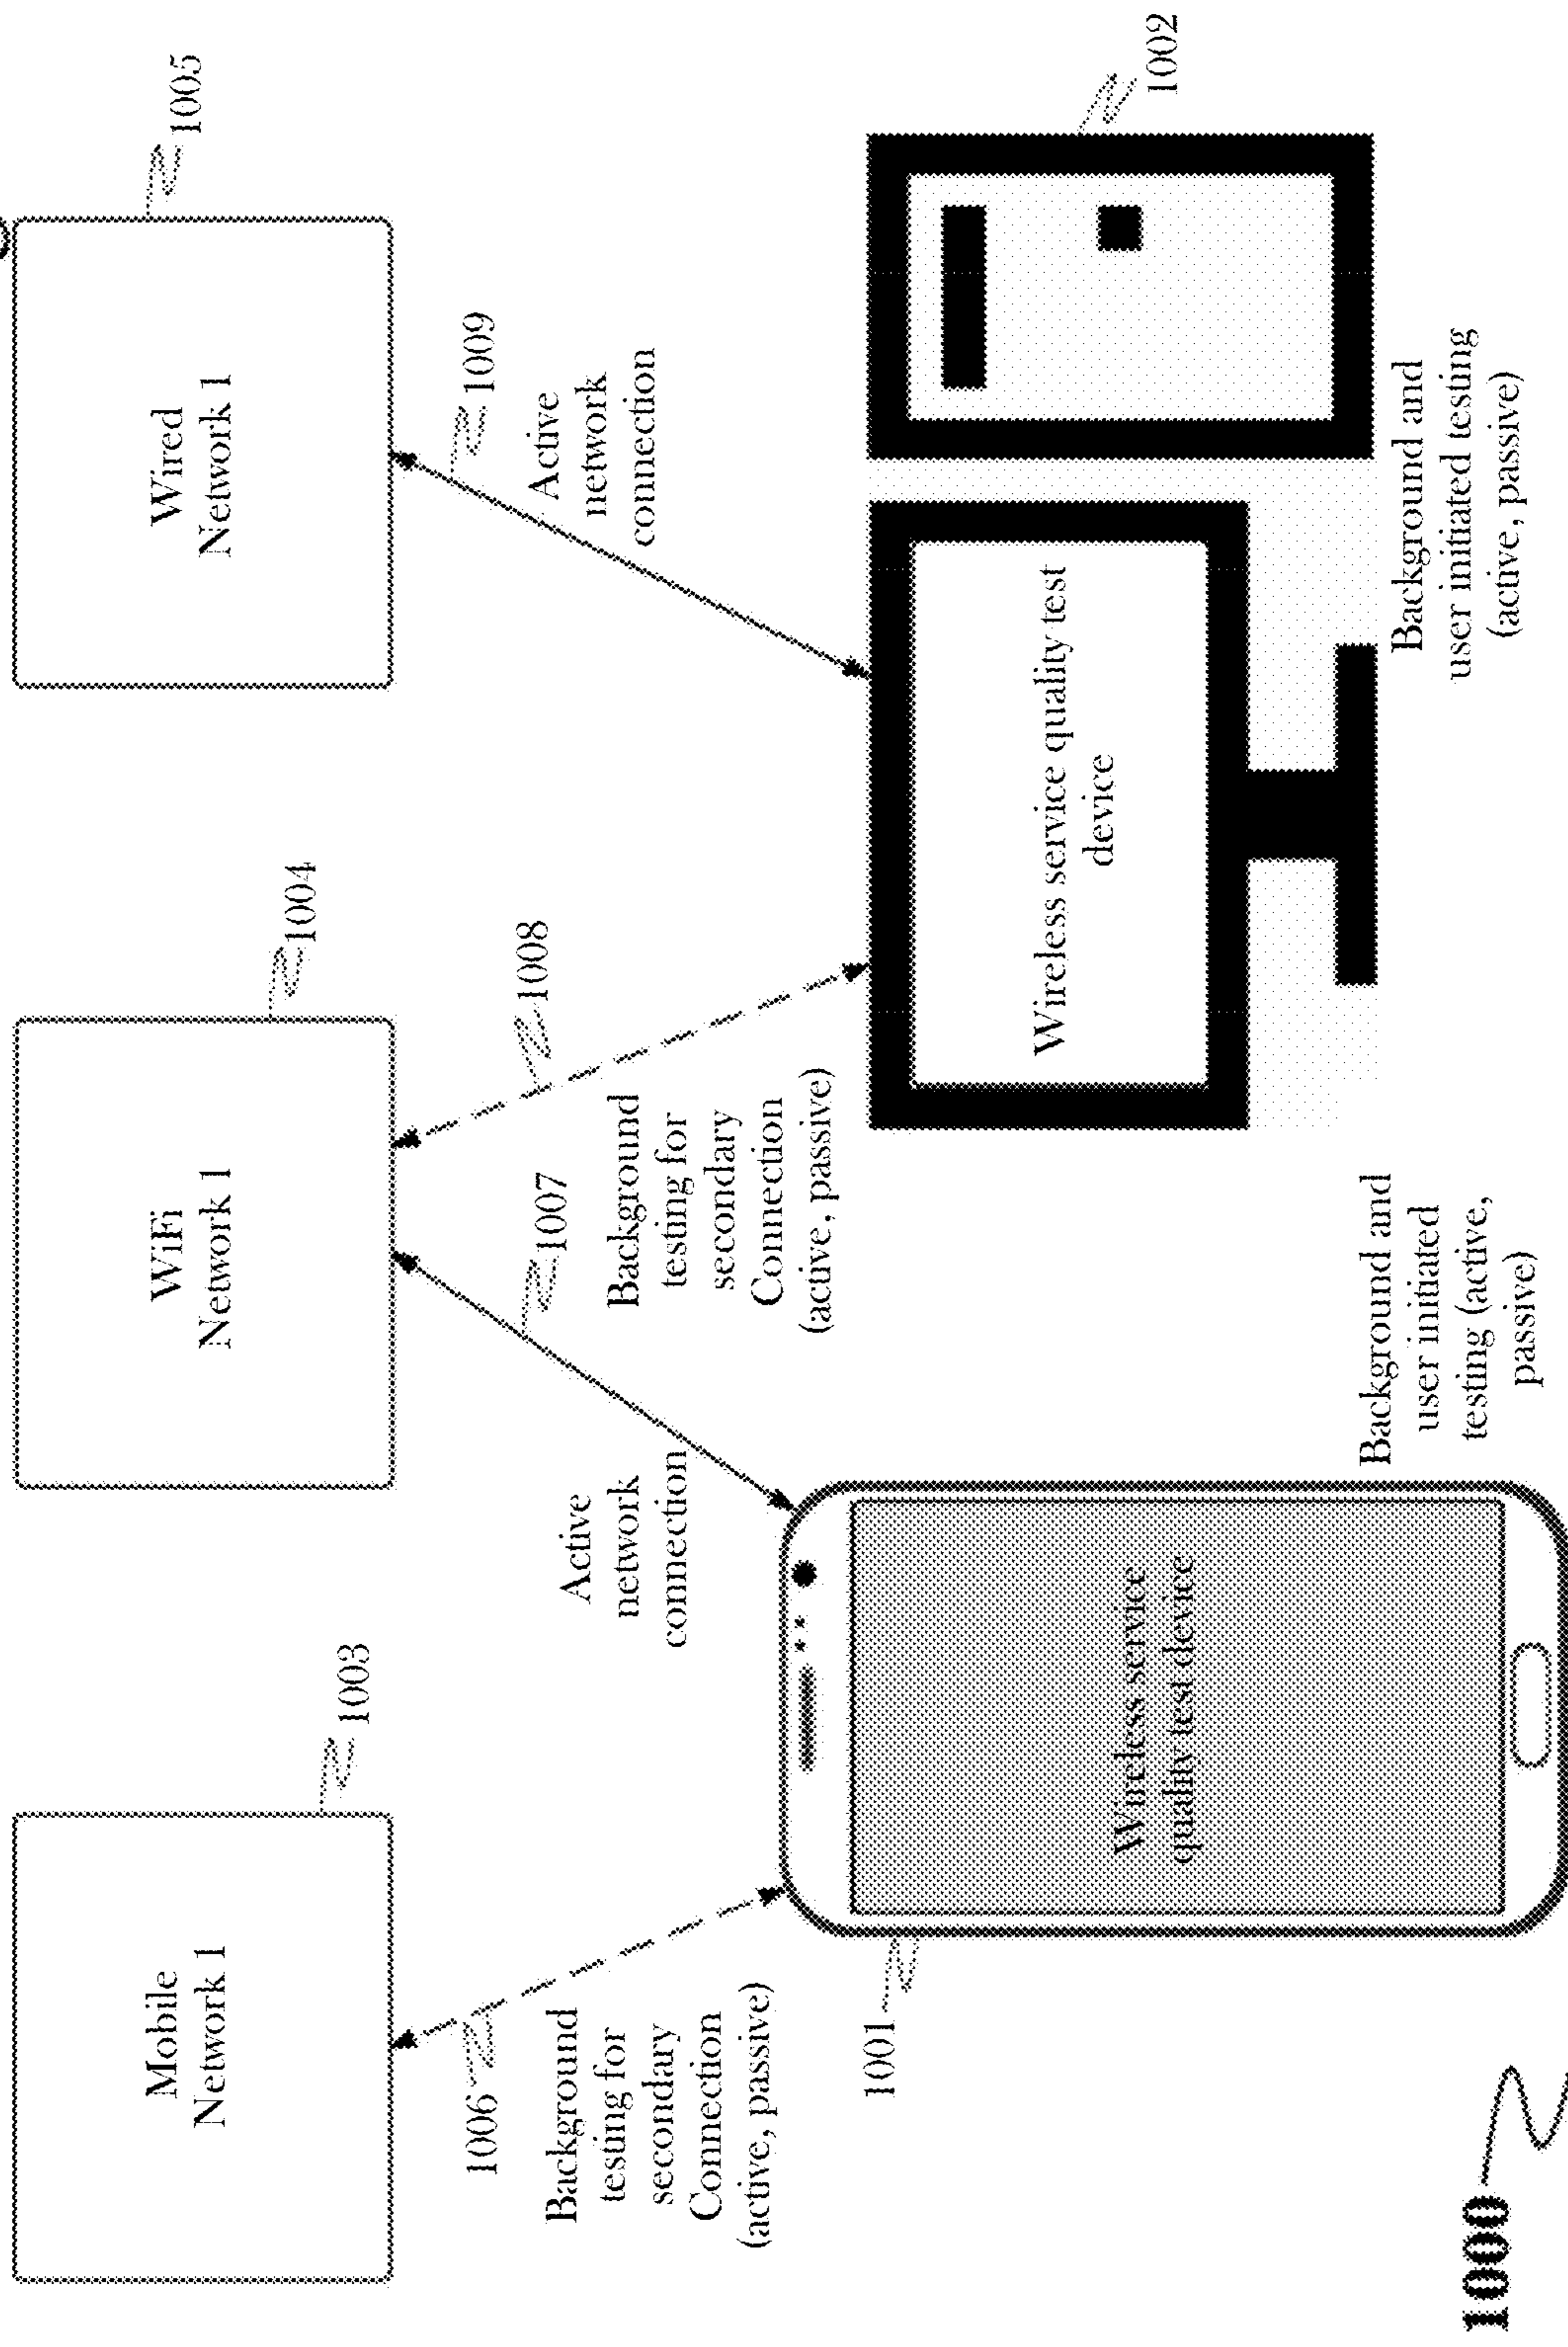 Mobile
Network 1
1003
WiFi
Network 1
1004
Wired
Network 1
1005
1006
Background
testing for
secondary
Connection
(active, passive)
Active
network
connection
1007
1008
Background
testing for
secondary
Connection
(active, passive)
1009
Active
network
connection
1001
Wireless service
quality test device
Background and
user initiated
testing (active,
passive)
Wireless service quality test
device
1002
Background and
user initiated testing
(active, passive)
1000